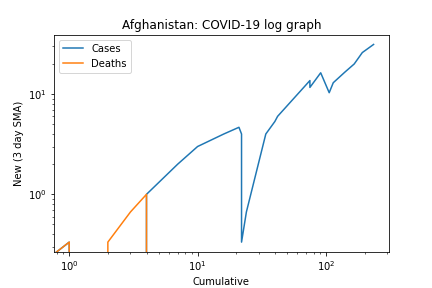 Afghanistan: COVID-19 log graph
Cases
Deaths
New (3 day SMA)
10¹
10⁰
10⁰ 10¹ 10²
Cumulative